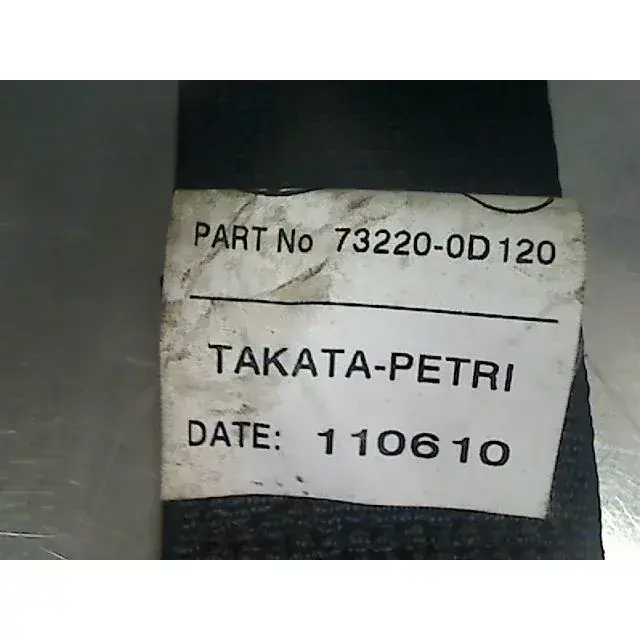 PART No 73220-0D120
TAKATA-PETRI
DATE: 110610